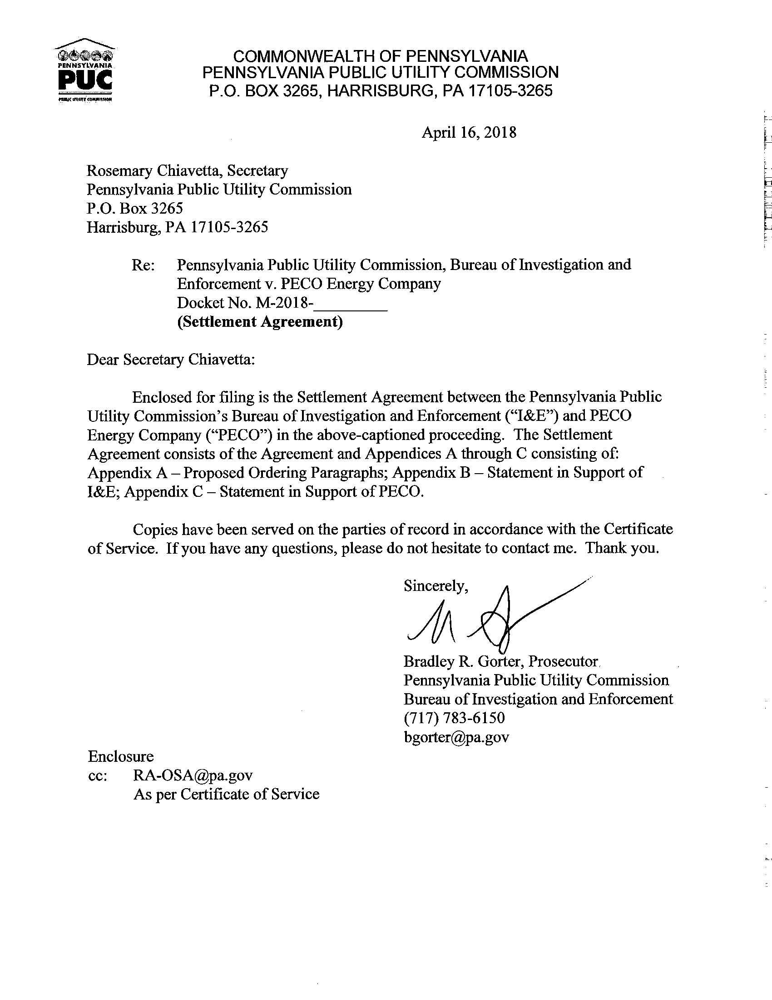 PENNSYLVANIA
PUC
PUBLIC UTILITY COMMISSION
COMMONWEALTH OF PENNSYLVANIA
PENNSYLVANIA PUBLIC UTILITY COMMISSION
P.O. BOX 3265, HARRISBURG, PA 17105-3265
April 16, 2018
Rosemary Chiavetta, Secretary
Pennsylvania Public Utility Commission
P.O. Box 3265
Harrisburg, PA 17105-3265
Re: Pennsylvania Public Utility Commission, Bureau of Investigation and
Enforcement v. PECO Energy Company
Docket No. M-2018-_________
(Settlement Agreement)
Dear Secretary Chiavetta:
Enclosed for filing is the Settlement Agreement between the Pennsylvania Public
Utility Commission’s Bureau of Investigation and Enforcement (“I&E”) and PECO
Energy Company (“PECO”) in the above-captioned proceeding. The Settlement
Agreement consists of the Agreement and Appendices A through C consisting of:
Appendix A – Proposed Ordering Paragraphs; Appendix B – Statement in Support of
I&E; Appendix C – Statement in Support of PECO.
Copies have been served on the parties of record in accordance with the Certificate
of Service. If you have any questions, please do not hesitate to contact me. Thank you.
Sincerely,
Bradley R. Gorter, Prosecutor
Pennsylvania Public Utility Commission
Bureau of Investigation and Enforcement
(717) 783-6150
bgorter@pa.gov
Enclosure
cc: RA-OSA@pa.gov
As per Certificate of Service